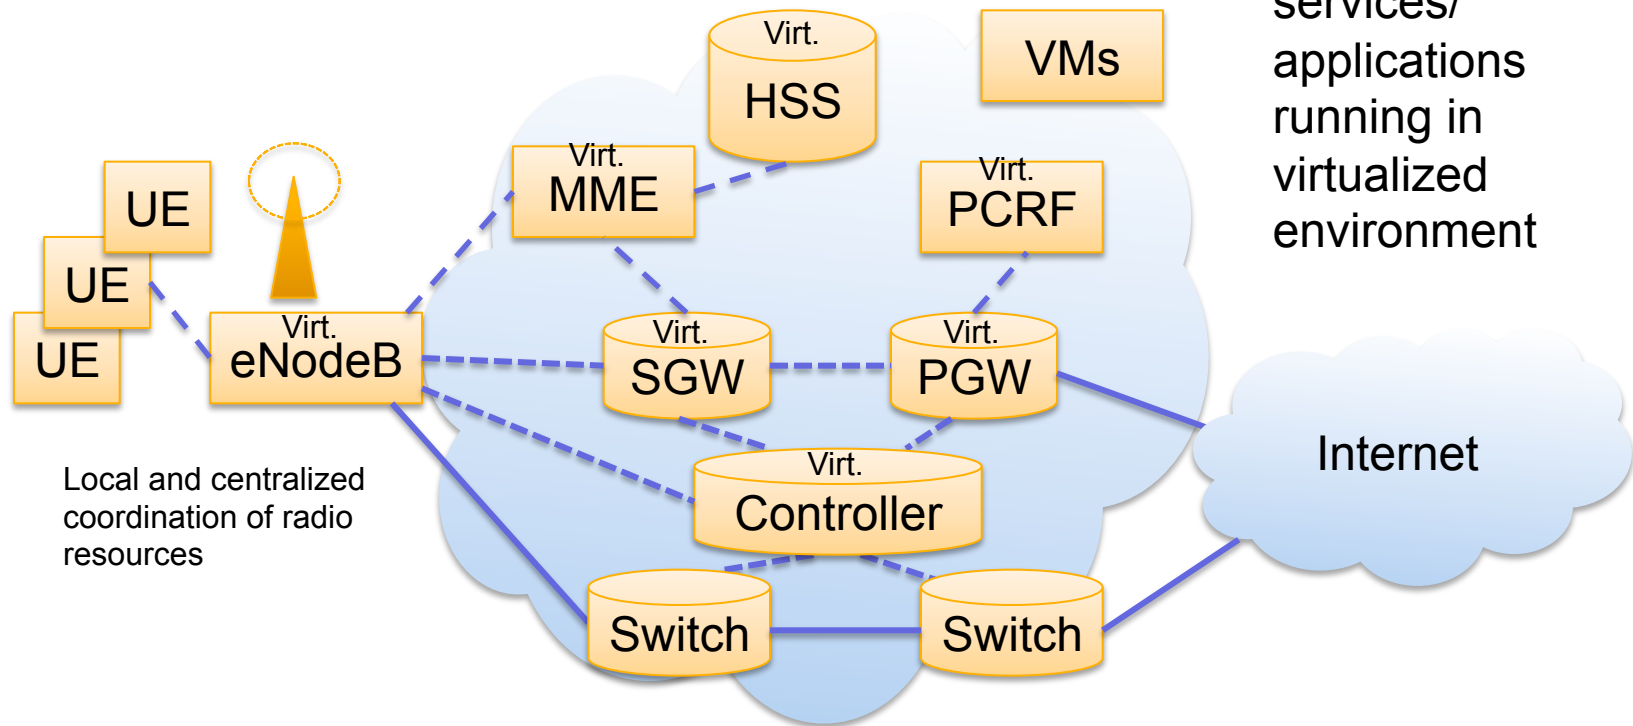 services/
applications
running in
virtualized
environment
Virt.
HSS
VMs
Virt.
MME
Virt.
PCRF
UE
UE
UE
Virt.
eNodeB
Virt.
SGW
Virt.
PGW
Internet
Virt.
Controller
Local and centralized
coordination of radio
resources
Switch
Switch